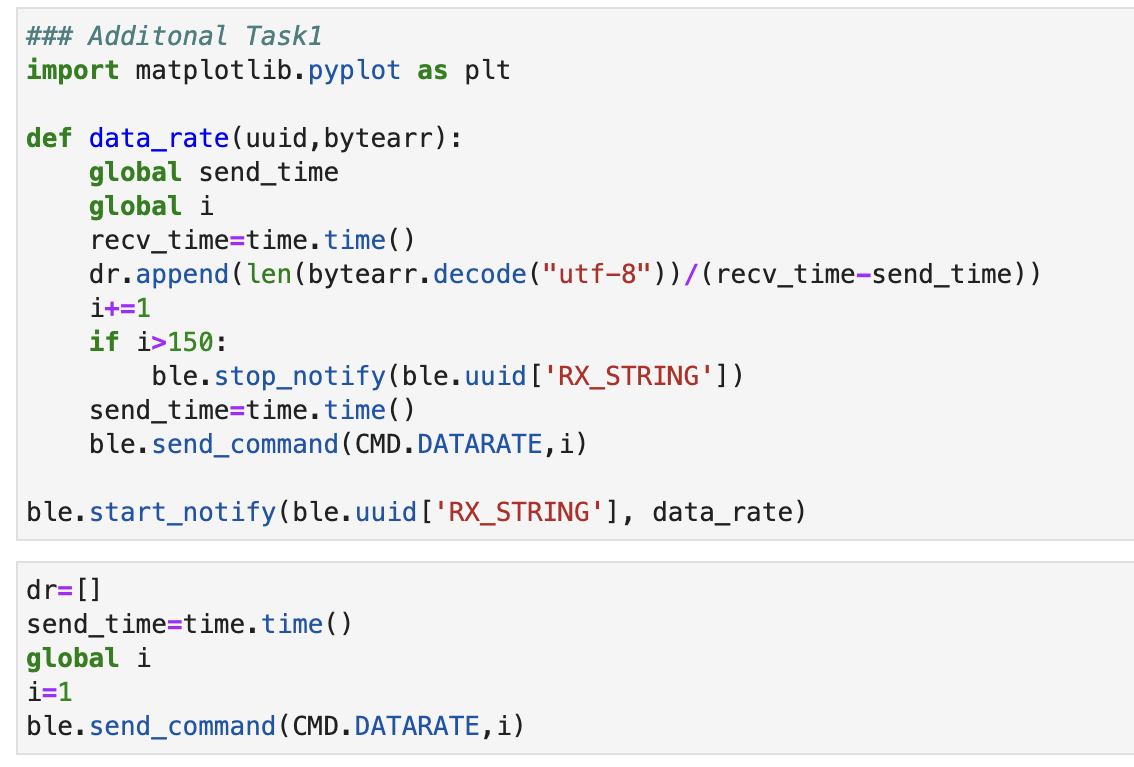 ### Additonal Task1
import matplotlib.pyplot as plt
def data_rate(uuid,bytearr):
    global send_time
    global i
    recv_time=time.time()
    dr.append(len(bytearr.decode("utf-8"))/(recv_time-send_time))
    i+=1
    if i>150:
        ble.stop_notify(ble.uuid['RX_STRING'])
    send_time=time.time()
    ble.send_command(CMD.DATARATE,i)
ble.start_notify(ble.uuid['RX_STRING'], data_rate)
dr=[]
send_time=time.time()
global i
i=1
ble.send_command(CMD.DATARATE,i)